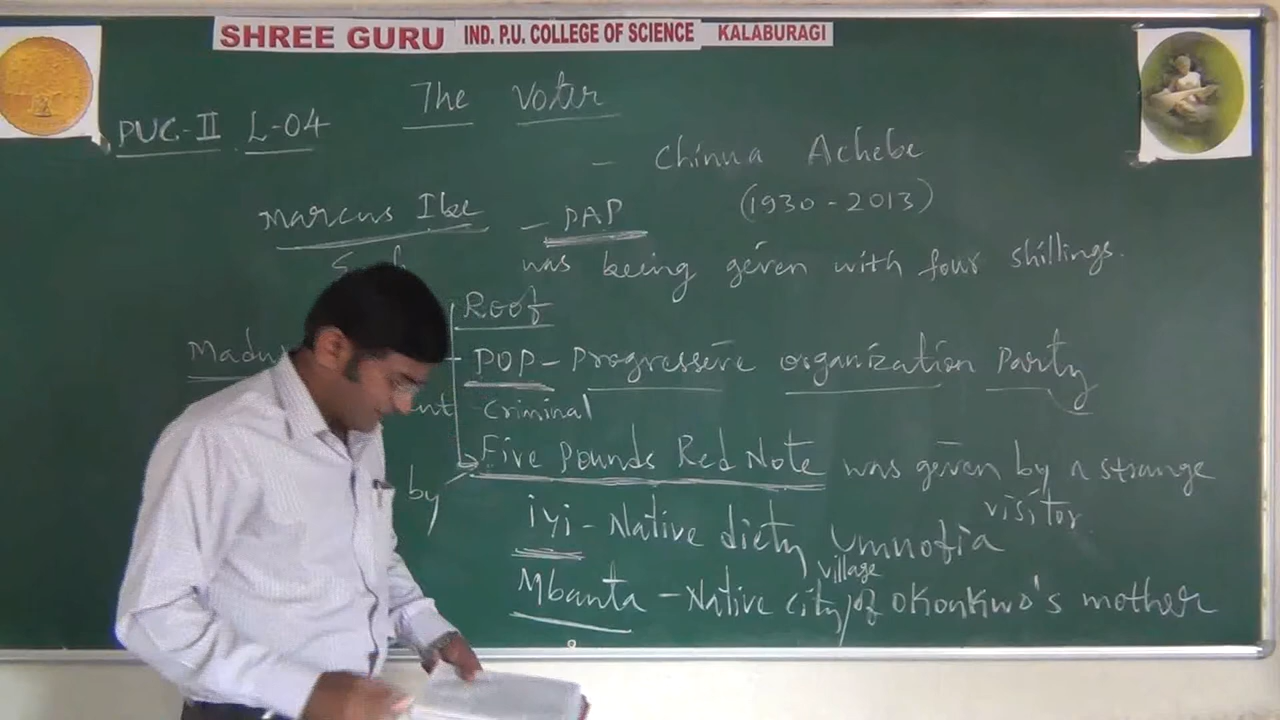 SHREE GURU IND. P.U. COLLEGE OF SCIENCE KALABURAGI
The Voter
PUC-II L-04
- Chinua Achebe
(1930-2013)
Marcus Ibe - PAP
was being given with four shillings.
Roof
POP - Progressive organization Party
Criminal
Five Pounds Red Note was given by a strange visitor.
by
iyi - Native diety Umuofia
Mbanta - Native city/village of Okonkwo's mother